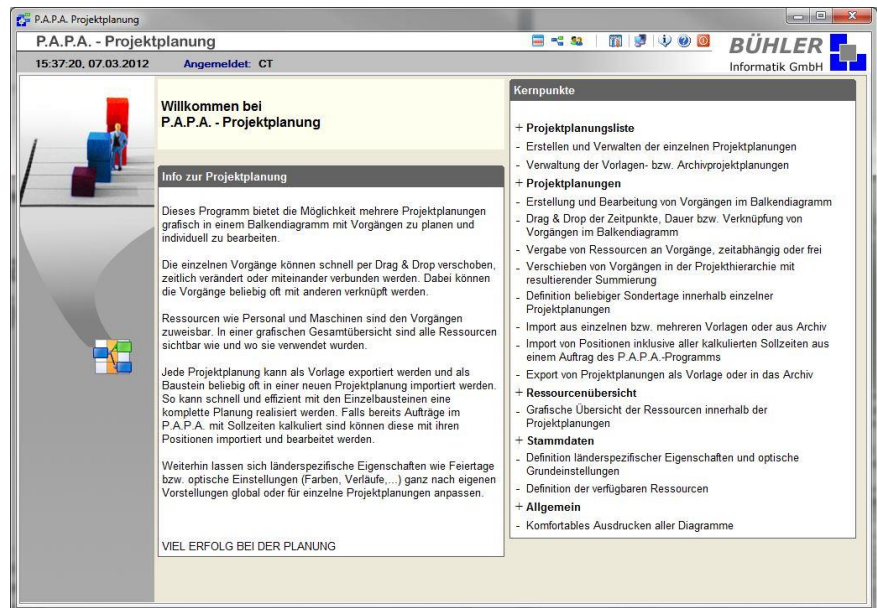 P.A.P.A. Projektplanung
P.A.P.A. - Projektplanung
15:37:20, 07.03.2012 Angemeldet: CT
BÜHLER
Informatik GmbH
Willkommen bei
P.A.P.A. - Projektplanung
Info zur Projektplanung
Dieses Programm bietet die Möglichkeit mehrere Projektplanungen
grafisch in einem Balkendiagramm mit Vorgängen zu planen und
individuell zu bearbeiten.
Die einzelnen Vorgänge können schnell per Drag & Drop verschoben,
zeitlich verändert oder miteinander verbunden werden. Dabei können
die Vorgänge beliebig oft mit anderen verknüpft werden.
Ressourcen wie Personal und Maschinen sind den Vorgängen
zuweisbar. In einer grafischen Gesamtübersicht sind alle Ressourcen
sichtbar wie und wo sie verwendet wurden.
Jede Projektplanung kann als Vorlage exportiert werden und als
Baustein beliebig oft in einer neuen Projektplanung importiert werden.
So kann schnell und effizient mit den Einzelbausteinen eine
komplette Planung realisiert werden. Falls bereits Aufträge im
P.A.P.A. mit Sollzeiten kalkuliert sind können diese mit ihren
Positionen importiert und bearbeitet werden.
Weiterhin lassen sich länderspezifische Eigenschaften wie Feiertage
bzw. optische Einstellungen (Farben, Verläufe,...) ganz nach eigenen
Vorstellungen global oder für einzelne Projektplanungen anpassen.
VIEL ERFOLG BEI DER PLANUNG
Kernpunkte
+ Projektplanungsliste
- Erstellen und Verwalten der einzelnen Projektplanungen
- Verwaltung der Vorlagen- bzw. Archivprojektplanungen
+ Projektplanungen
- Erstellung und Bearbeitung von Vorgängen im Balkendiagramm
- Drag & Drop der Zeitpunkte, Dauer bzw. Verknüpfung von
Vorgängen im Balkendiagramm
- Vergabe von Ressourcen an Vorgänge, zeitabhängig oder frei
- Verschieben von Vorgängen in der Projekthierarchie mit
resultierender Summierung
- Definition beliebiger Sondertage innerhalb einzelner
Projektplanungen
- Import aus einzelnen bzw. mehreren Vorlagen oder aus Archiv
- Import von Positionen inklusive aller kalkulierten Sollzeiten aus
einem Auftrag des P.A.P.A.-Programms
- Export von Projektplanungen als Vorlage oder in das Archiv
+ Ressourcenübersicht
- Grafische Übersicht der Ressourcen innerhalb der
Projektplanungen
+ Stammdaten
- Definition länderspezifischer Eigenschaften und optische
Grundeinstellungen
- Definition der verfügbaren Ressourcen
+ Allgemein
- Komfortables Ausdrucken aller Diagramme